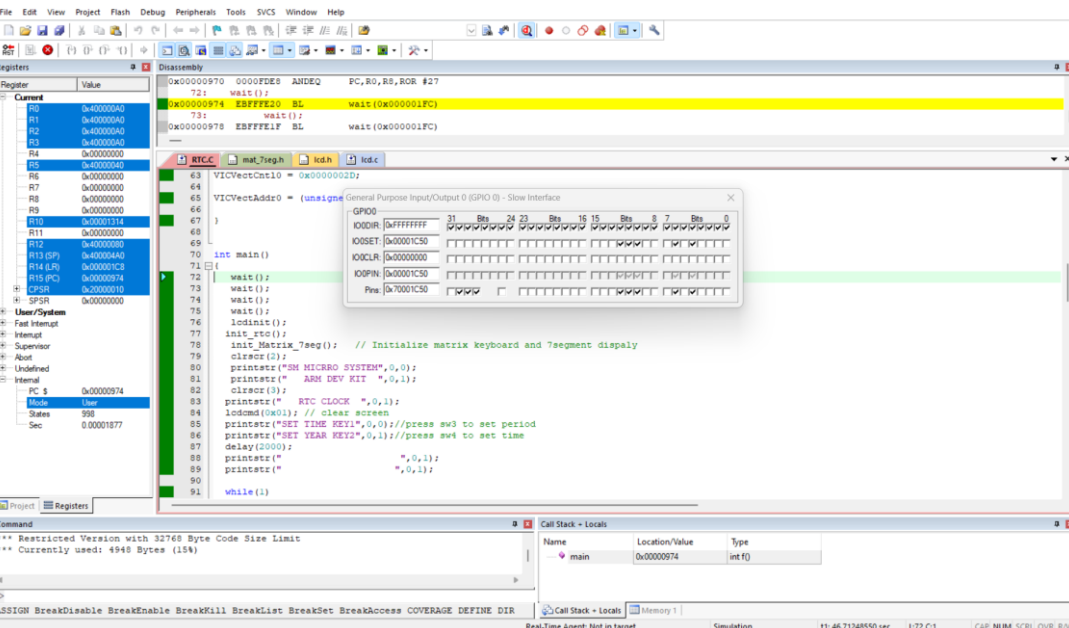 File Edit View Project Flash Debug Peripherals Tools SVCS Window Help
Registers
Register Value
Current
R0 0x400000A0
R1 0x400000A0
R2 0x400000A0
R3 0x400000A0
R4 0x00000000
R5 0x40000040
R6 0x00000000
R7 0x00000000
R8 0x00000000
R9 0x00000000
R10 0x00001314
R11 0x00000000
R12 0x40000080
R13 (SP) 0x400004A0
R14 (LR) 0x000001C8
R15 (PC) 0x00000974
CPSR 0x20000010
SPSR 0x00000000
User/System
Fast Interrupt
Interrupt
Supervisor
Abort
Undefined
Internal
PC $ 0x00000974
Mode User
States 998
Sec 0.00001877
Project Registers
Disassembly
0x00000970 0000FDE8 ANDEQ PC,R0,R8,ROR #27
72: wait();
0x00000974 EBFFFE20 BL wait(0x000001FC)
73: wait();
0x00000978 EBFFFE1F BL wait(0x000001FC)
RTC.C mat_7seg.h lcd.h lcd.c
63 VICVectCntl0 = 0x0000002D;
64
65 VICVectAddr0 = (unsigne
66
67 }
68
69
70 int main()
71 {
72 wait();
73 wait();
74 wait();
75 wait();
76 lcdinit();
77 init_rtc();
78 init_Matrix_7seg(); // Initialize matrix keyboard and 7segment dispaly
79 clrscr(2);
80 printstr("SM MICRRO SYSTEM",0,0);
81 printstr("   ARM DEV KIT  ",0,1);
82 clrscr(3);
83 printstr("   RTC CLOCK  ",0,1);
84 lcdcmd(0x01); // clear screen
85 printstr("SET TIME KEY1",0,0);//press sw3 to set period
86 printstr("SET YEAR KEY2",0,1);//press sw4 to set time
87 delay(2000);
88 printstr("                    ",0,1);
89 printstr("                   ",0,1);
90
91 while(1)
General Purpose Input/Output 0 (GPIO 0) - Slow Interface
GPIO0
31 Bits 24 23 Bits 16 15 Bits 8 7 Bits 0
IO0DIR: 0xFFFFFFFF
IO0SET: 0x00001C50
IO0CLR: 0x00000000
IO0PIN: 0x00001C50
Pins: 0x70001C50
Command
*** Restricted Version with 32768 Byte Code Size Limit
*** Currently used: 4948 Bytes (15%)
>
ASSIGN BreakDisable BreakEnable BreakKill BreakList BreakSet BreakAccess COVERAGE DEFINE DIR
Call Stack + Locals
Name Location/Value Type
main 0x00000974 int f()
Call Stack + Locals Memory 1
Real-Time Agent: Not in target Simulation t1: 46.71248550 sec L:72 C:1 CAP NUM SCRL OVR R/W